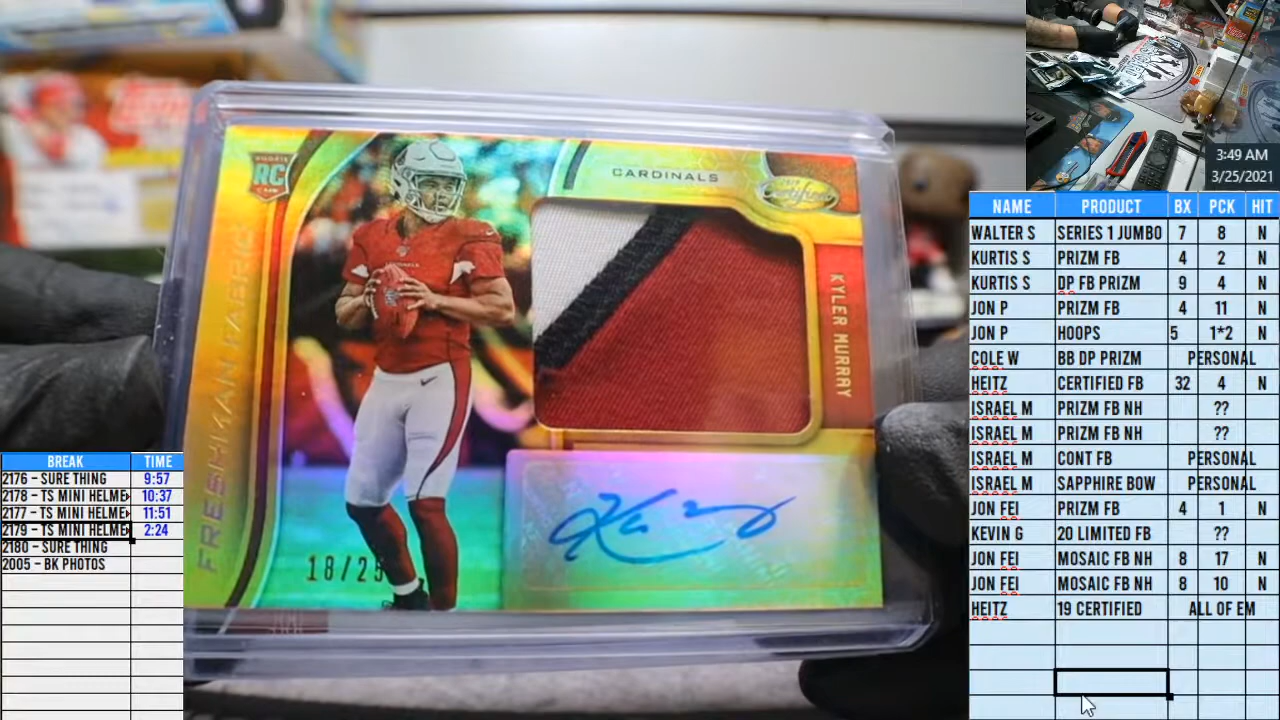 3:49 AM
3/25/2021
NAME PRODUCT BX PCK HIT
WALTER S SERIES 1 JUMBO 7 8 N
KURTIS S PRIZM FB 4 2 N
KURTIS S DP FB PRIZM 9 4 N
JON P PRIZM FB 4 11 N
JON P HOOPS 5 1*2 N
COLE W BB DP PRIZM PERSONAL
HEITZ CERTIFIED FB 32 4 N
ISRAEL M PRIZM FB NH ??
ISRAEL M PRIZM FB NH ??
ISRAEL M CONT FB PERSONAL
ISRAEL M SAPPHIRE BOW PERSONAL
JON FEI PRIZM FB 4 1 N
KEVIN G 20 LIMITED FB ??
JON FEI MOSAIC FB NH 8 17 N
JON FEI MOSAIC FB NH 8 10 N
HEITZ 19 CERTIFIED ALL OF EM
BREAK TIME
2176 – SURE THING 9:57
2178 – TS MINI HELME 10:37
2177 – TS MINI HELME 11:51
2179 – TS MINI HELME 2:24
2180 – SURE THING
2005 – BK PHOTOS
RC
CARDINALS
Certified
KYLER MURRAY
FRESHMAN FABRIC
18/25